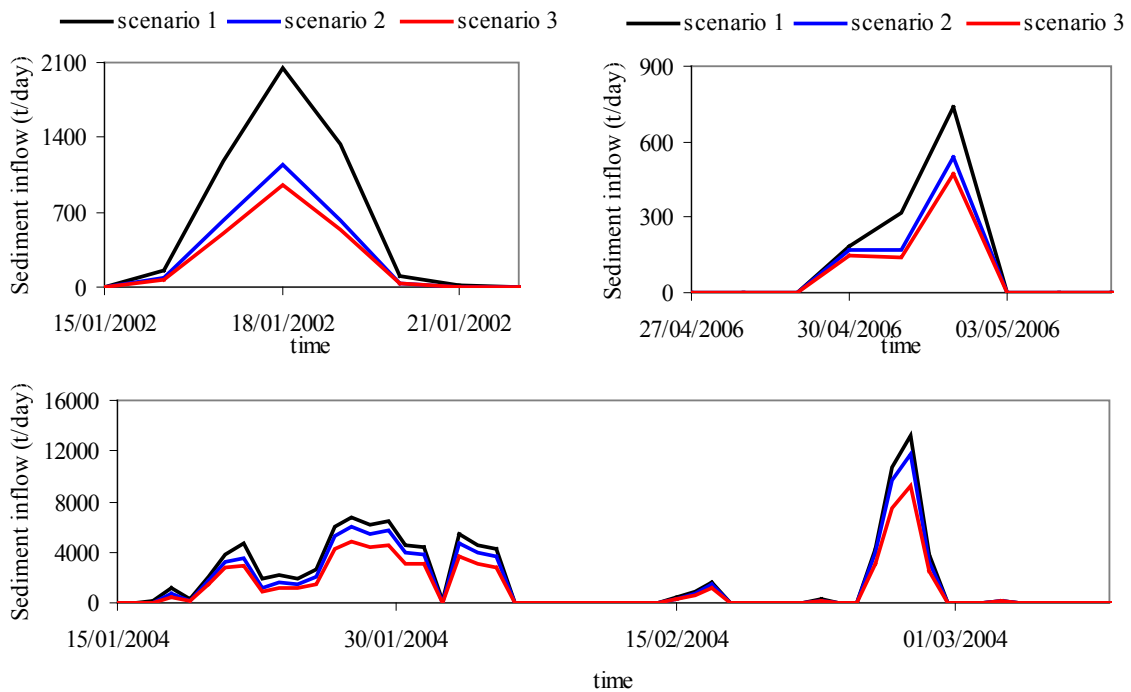 scenario 1 scenario 2 scenario 3
Sediment inflow (t/day)
2100
1400
700
0
15/01/2002 18/01/2002 21/01/2002
time
scenario 1 scenario 2 scenario 3
Sediment inflow (t/day)
900
600
300
0
27/04/2006 30/04/2006 03/05/2006
time
Sediment inflow (t/day)
16000
12000
8000
4000
0
15/01/2004 30/01/2004 15/02/2004 01/03/2004
time